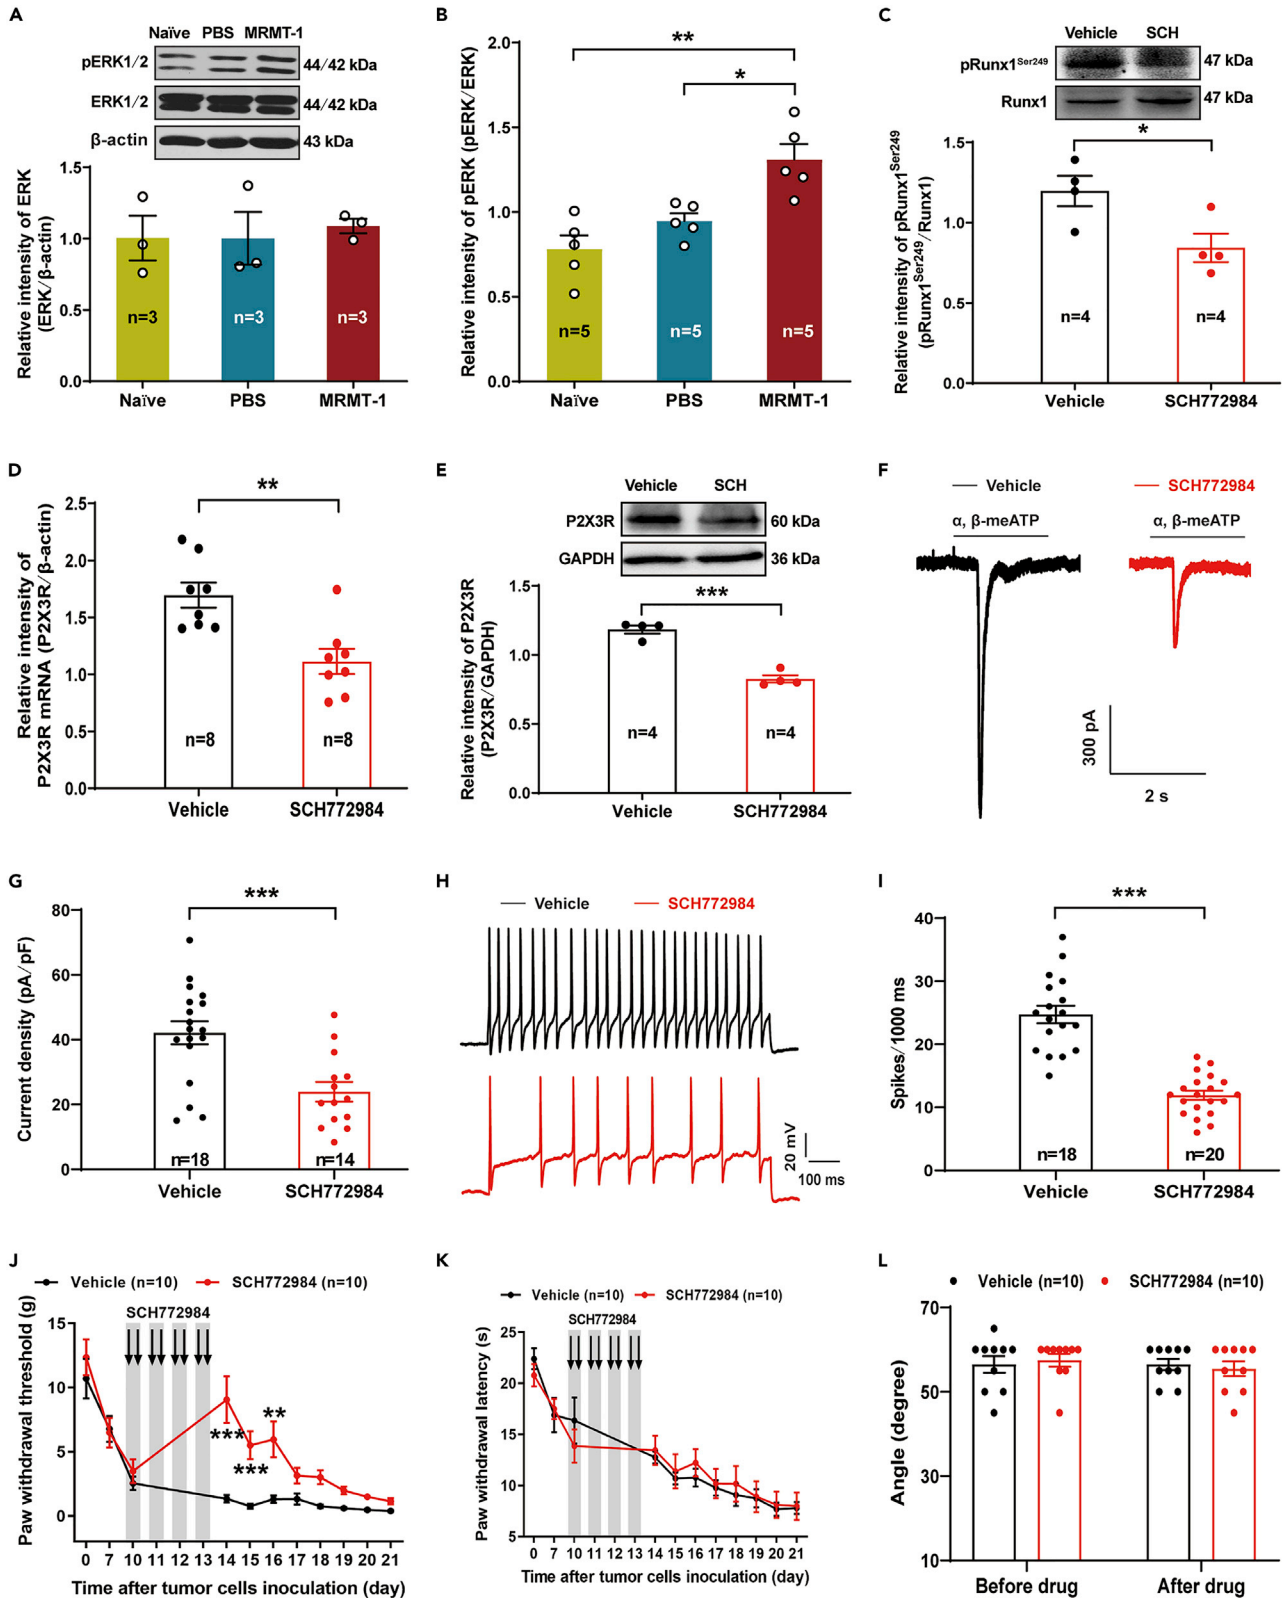 A
Naïve PBS MRMT-1
pERK1/2 44/42 kDa
ERK1/2 44/42 kDa
β-actin 43 kDa
Relative intensity of ERK
(ERK/β-actin)
1.5
1.0
0.5
0.0
n=3 n=3 n=3
Naïve PBS MRMT-1
B
Relative intensity of pERK (pERK/ERK)
2.0
1.5
1.0
0.5
0.0
**
*
n=5 n=5 n=5
Naïve PBS MRMT-1
C
Vehicle SCH
pRunx1Ser249 47 kDa
Runx1 47 kDa
Relative intensity of pRunx1Ser249
(pRunx1Ser249/Runx1)
1.5
1.0
0.5
0.0
*
n=4 n=4
Vehicle SCH772984
D
Relative intensity of
P2X3R mRNA (P2X3R/β-actin)
2.5
2.0
1.5
1.0
0.5
0.0
**
n=8 n=8
Vehicle SCH772984
E
Vehicle SCH
P2X3R 60 kDa
GAPDH 36 kDa
Relative intensity of P2X3R
(P2X3R/GAPDH)
1.5
1.0
0.5
0.0
***
n=4 n=4
Vehicle SCH772984
F
Vehicle SCH772984
α, β-meATP α, β-meATP
300 pA
2 s
G
Current density (pA/pF)
80
60
40
20
0
***
n=18 n=14
Vehicle SCH772984
H
Vehicle SCH772984
20 mV
100 ms
I
Spikes/1000 ms
40
30
20
10
0
***
n=18 n=20
Vehicle SCH772984
J
Vehicle (n=10) SCH772984 (n=10)
SCH772984
Paw withdrawal threshold (g)
15
10
5
0
***
***
**
0 7 10 11 12 13 14 15 16 17 18 19 20 21
Time after tumor cells inoculation (day)
K
Vehicle (n=10) SCH772984 (n=10)
SCH772984
Paw withdrawal latency (s)
25
20
15
10
5
0 7 10 11 12 13 14 15 16 17 18 19 20 21
Time after tumor cells inoculation (day)
L
Vehicle (n=10) SCH772984 (n=10)
Angle (degree)
70
50
30
10
Before drug After drug